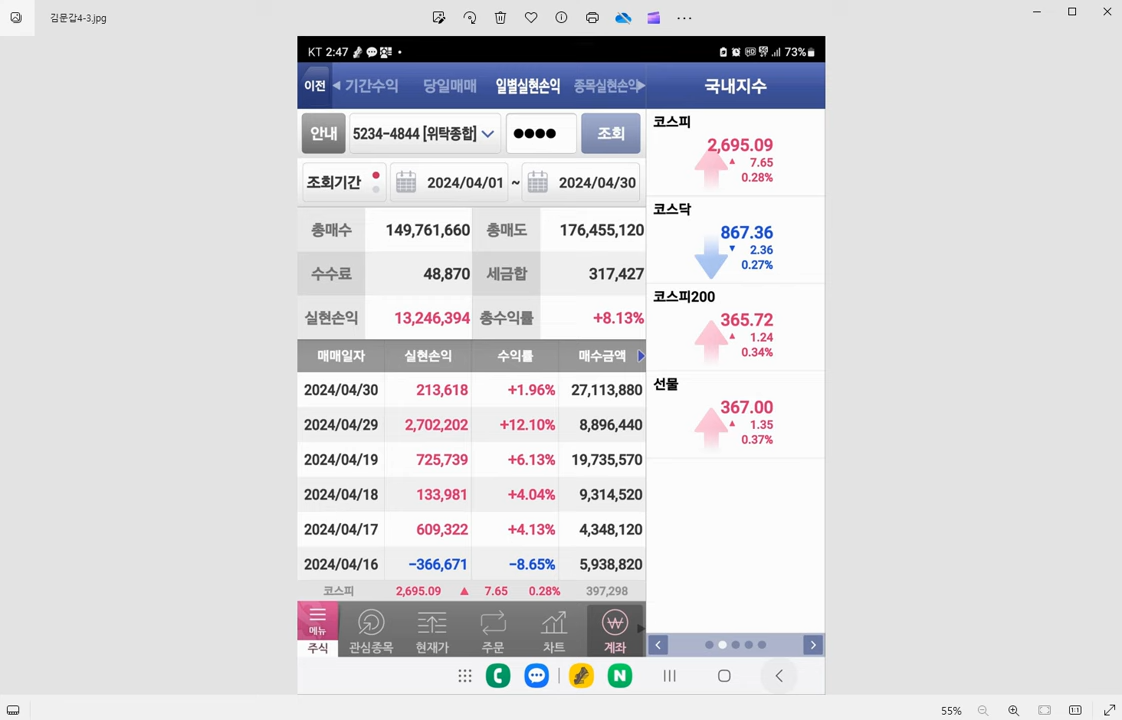 김문갑4-3.jpg
KT 2:47
73%
이전 기간수익 당일매매 일별실현손익 종목실현손익 국내지수
안내 5234-4844 [위탁종합] ●●●● 조회
조회기간 2024/04/01 ~ 2024/04/30
총매수 149,761,660 총매도 176,455,120
수수료 48,870 세금합 317,427
실현손익 13,246,394 총수익률 +8.13%
매매일자 실현손익 수익률 매수금액
2024/04/30 213,618 +1.96% 27,113,880
2024/04/29 2,702,202 +12.10% 8,896,440
2024/04/19 725,739 +6.13% 19,735,570
2024/04/18 133,981 +4.04% 9,314,520
2024/04/17 609,322 +4.13% 4,348,120
2024/04/16 -366,671 -8.65% 5,938,820
코스피 2,695.09 ▲ 7.65 0.28% 397,298
메뉴
주식 관심종목 현재가 주문 차트 계좌
코스피
2,695.09
▲ 7.65
0.28%
코스닥
867.36
▼ 2.36
0.27%
코스피200
365.72
▲ 1.24
0.34%
선물
367.00
▲ 1.35
0.37%
N
55%